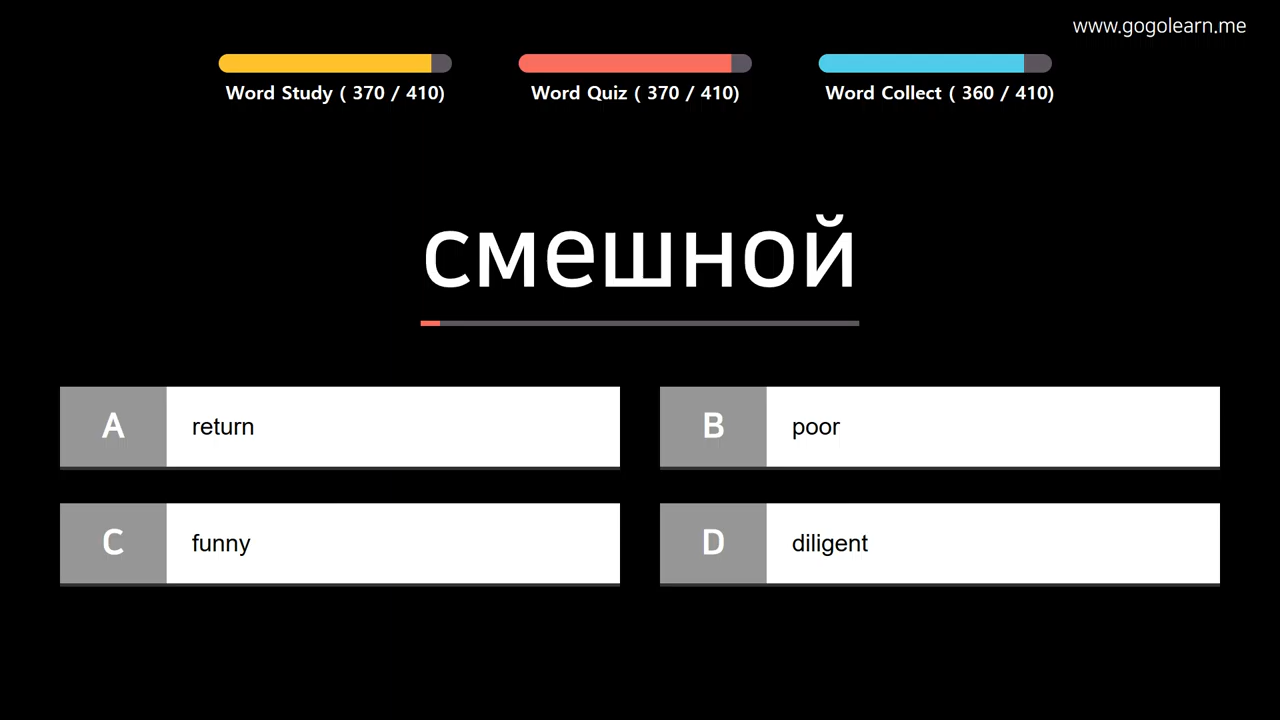 www.gogolearn.me
Word Study ( 370 / 410)
Word Quiz ( 370 / 410)
Word Collect ( 360 / 410)
смешной
A return
B poor
C funny
D diligent